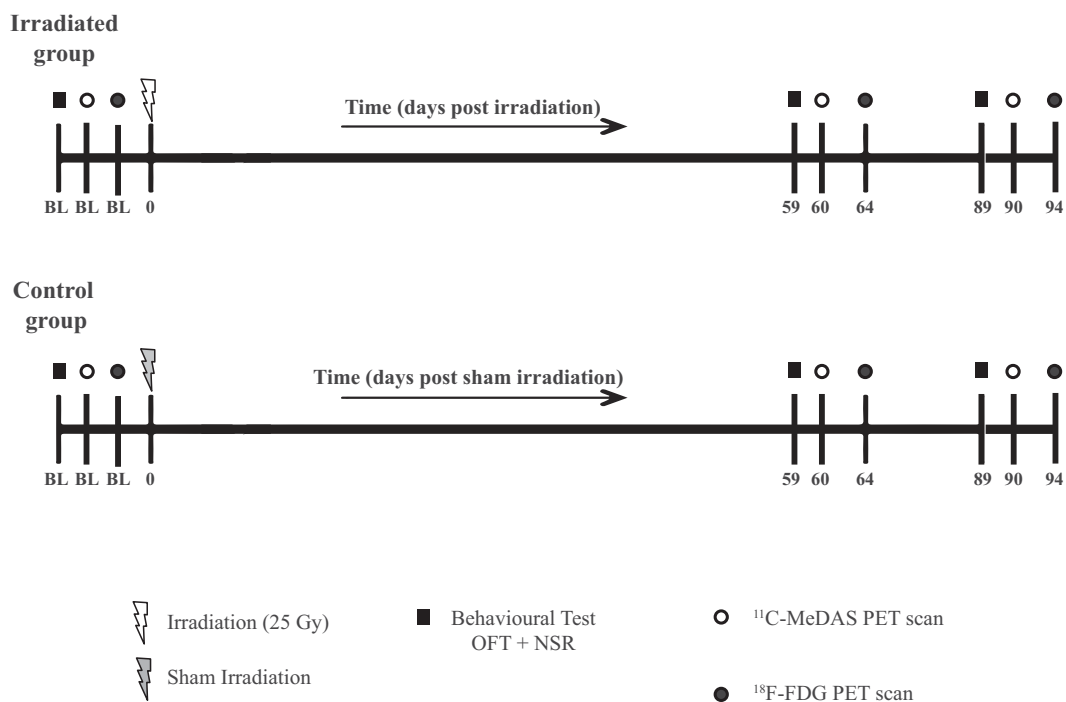 Irradiated
group
Time (days post irradiation)
BL BL BL 0 59 60 64 89 90 94
Control
group
Time (days post sham irradiation)
BL BL BL 0 59 60 64 89 90 94
Irradiation (25 Gy)
Sham Irradiation
Behavioural Test
OFT + NSR
¹¹C-MeDAS PET scan
¹⁸F-FDG PET scan